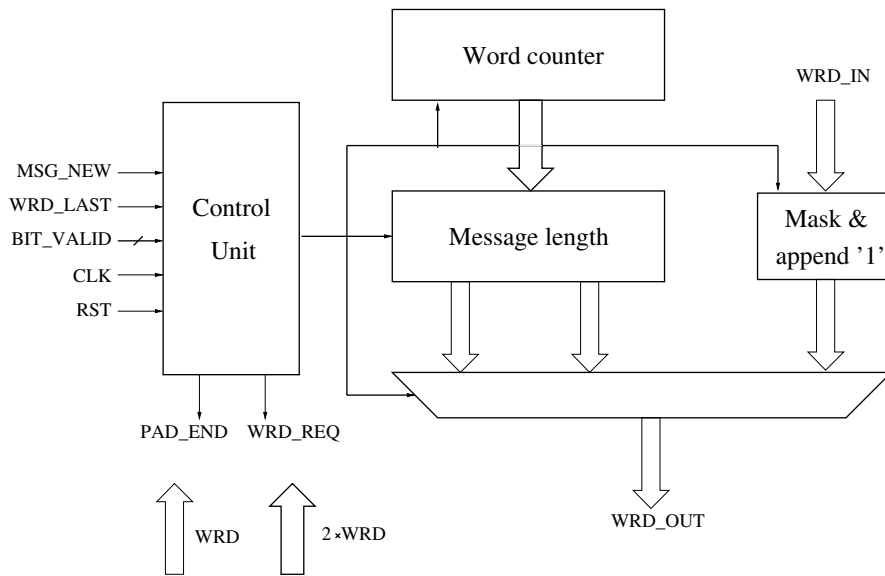 Word counter
WRD_IN
MSG_NEW
WRD_LAST
BIT_VALID
CLK
RST
Control
Unit
Message length
Mask &
append '1'
PAD_END
WRD_REQ
WRD
2×WRD
WRD_OUT